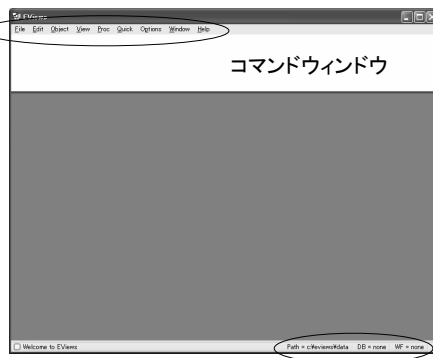 EViews
File Edit Object View Proc Quick Options Window Help
コマンドウィンドウ
Welcome to EViews
Path = c:¥eviews¥data DB = none WF = none